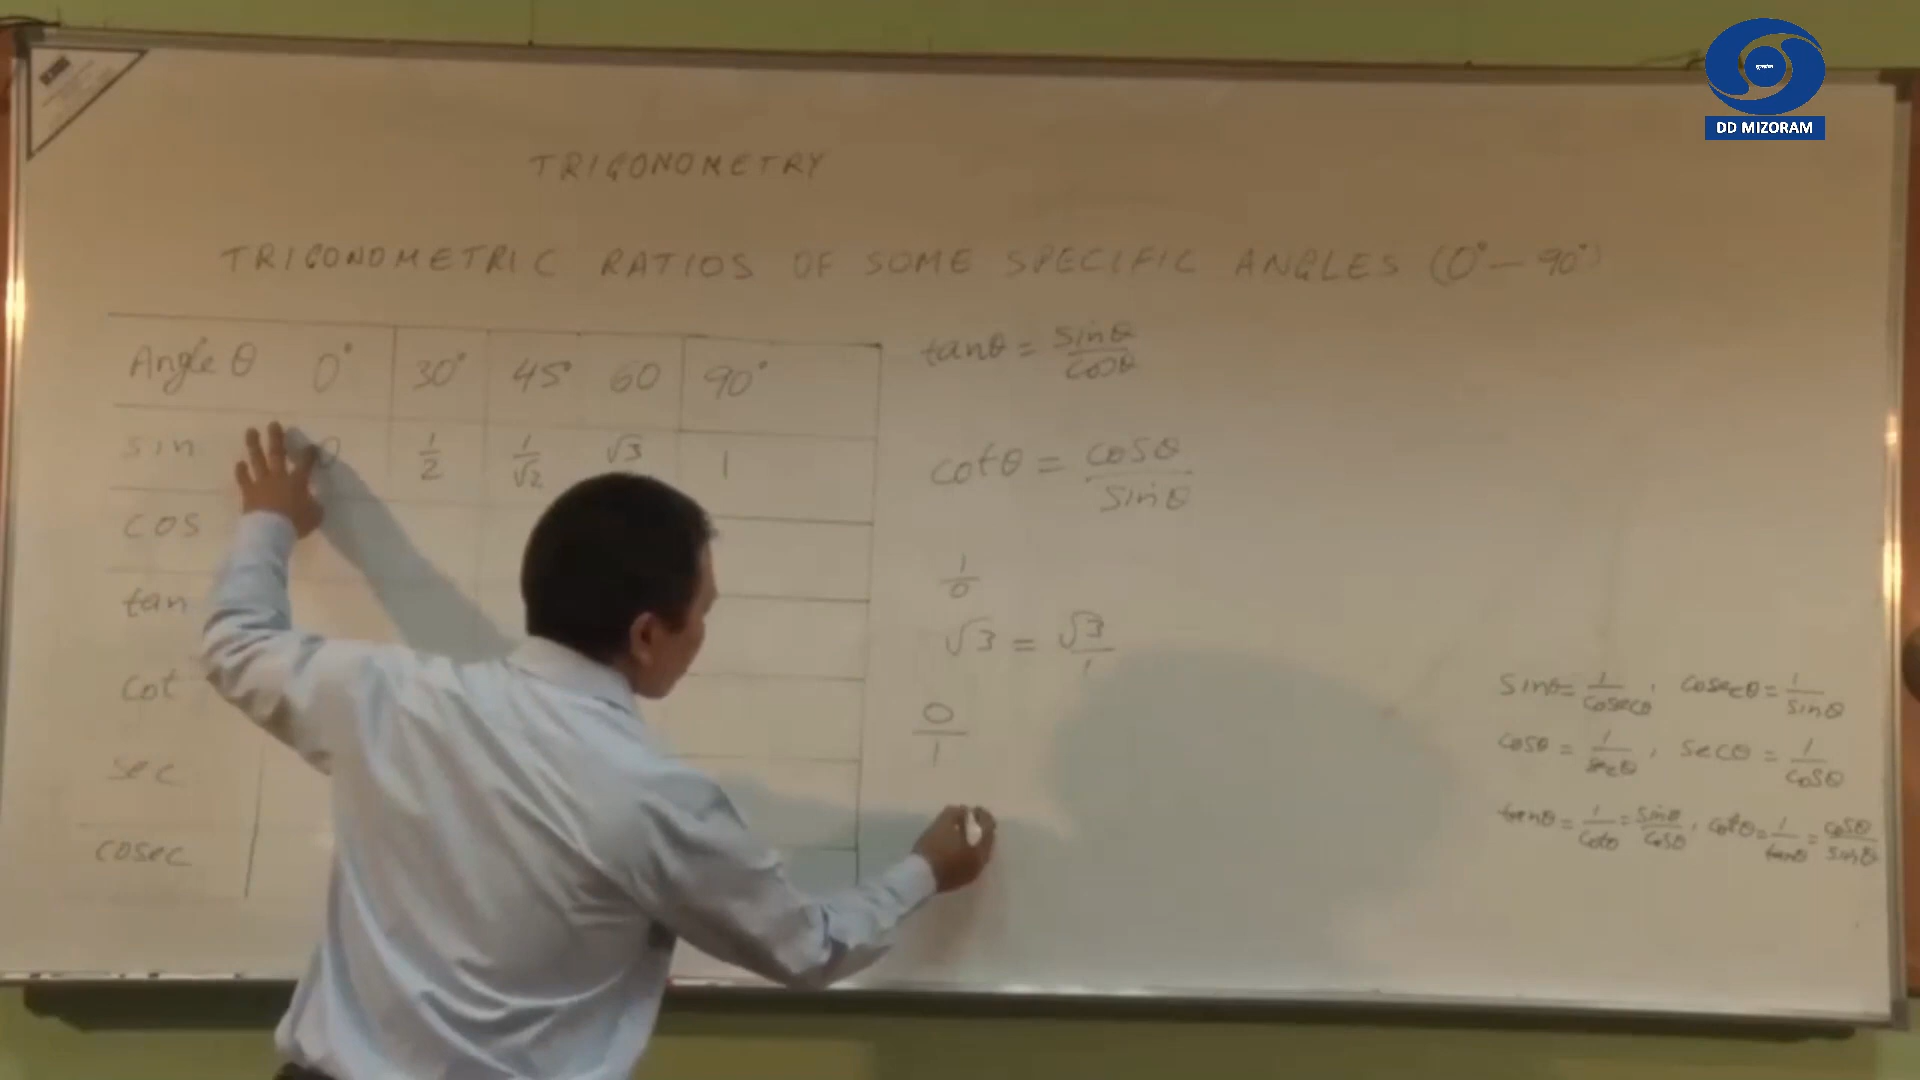 DD MIZORAM
TRIGONOMETRY
TRIGONOMETRIC RATIOS OF SOME SPECIFIC ANGLES (0° — 90°)
Angle θ 0° 30° 45° 60 90°
sin 0 1/2 1/√2 √3 1
cos
tan
cot
sec
cosec
tanθ = sinθ/cosθ
cotθ = cosθ/sinθ
1/0
√3 = √3/1
0/1
sinθ = 1/cosecθ, cosecθ = 1/sinθ
cosθ = 1/secθ, secθ = 1/cosθ
tanθ = 1/cotθ = sinθ/cosθ, cotθ = 1/tanθ = cosθ/sinθ